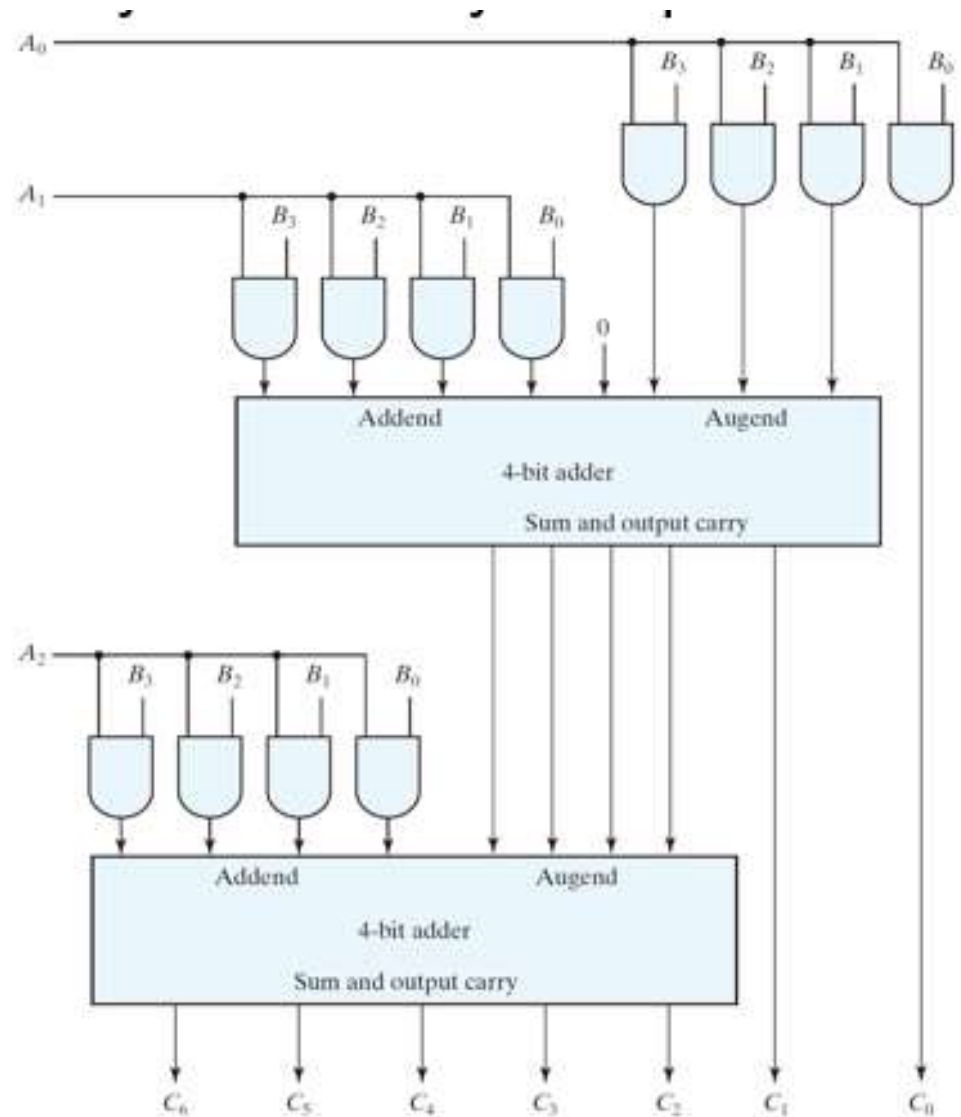 A₀
B₃ B₂ B₁ B₀
A₁
B₃ B₂ B₁ B₀
0
Addend Augend
4-bit adder
Sum and output carry
A₂
B₃ B₂ B₁ B₀
Addend Augend
4-bit adder
Sum and output carry
C₆ C₅ C₄ C₃ C₂ C₁ C₀